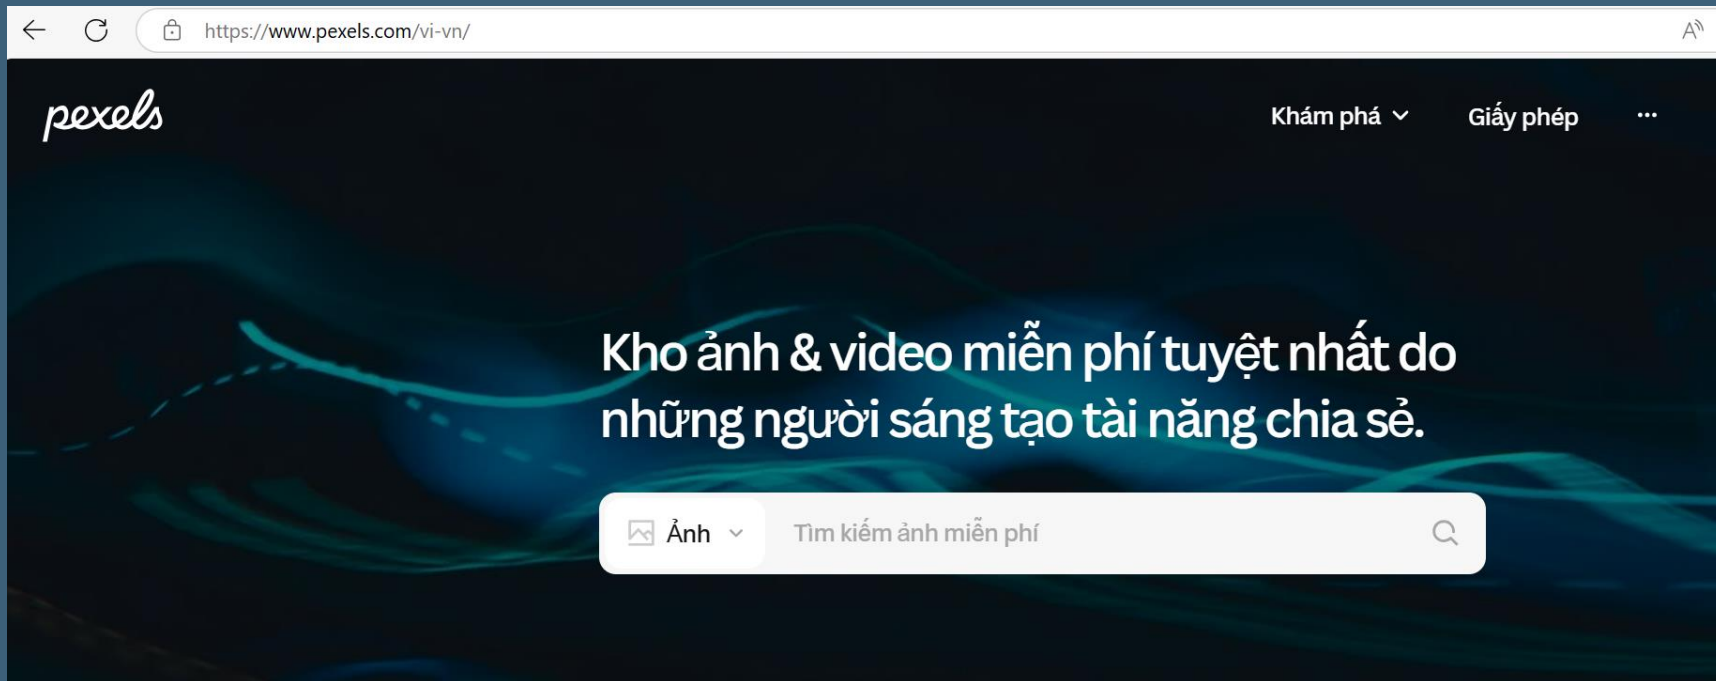 https://www.pexels.com/vi-vn/
A
pexels
Khám phá
Giấy phép
...
Kho ảnh & video miễn phí tuyệt nhất do
những người sáng tạo tài năng chia sẻ.
Ảnh
Tìm kiếm ảnh miễn phí